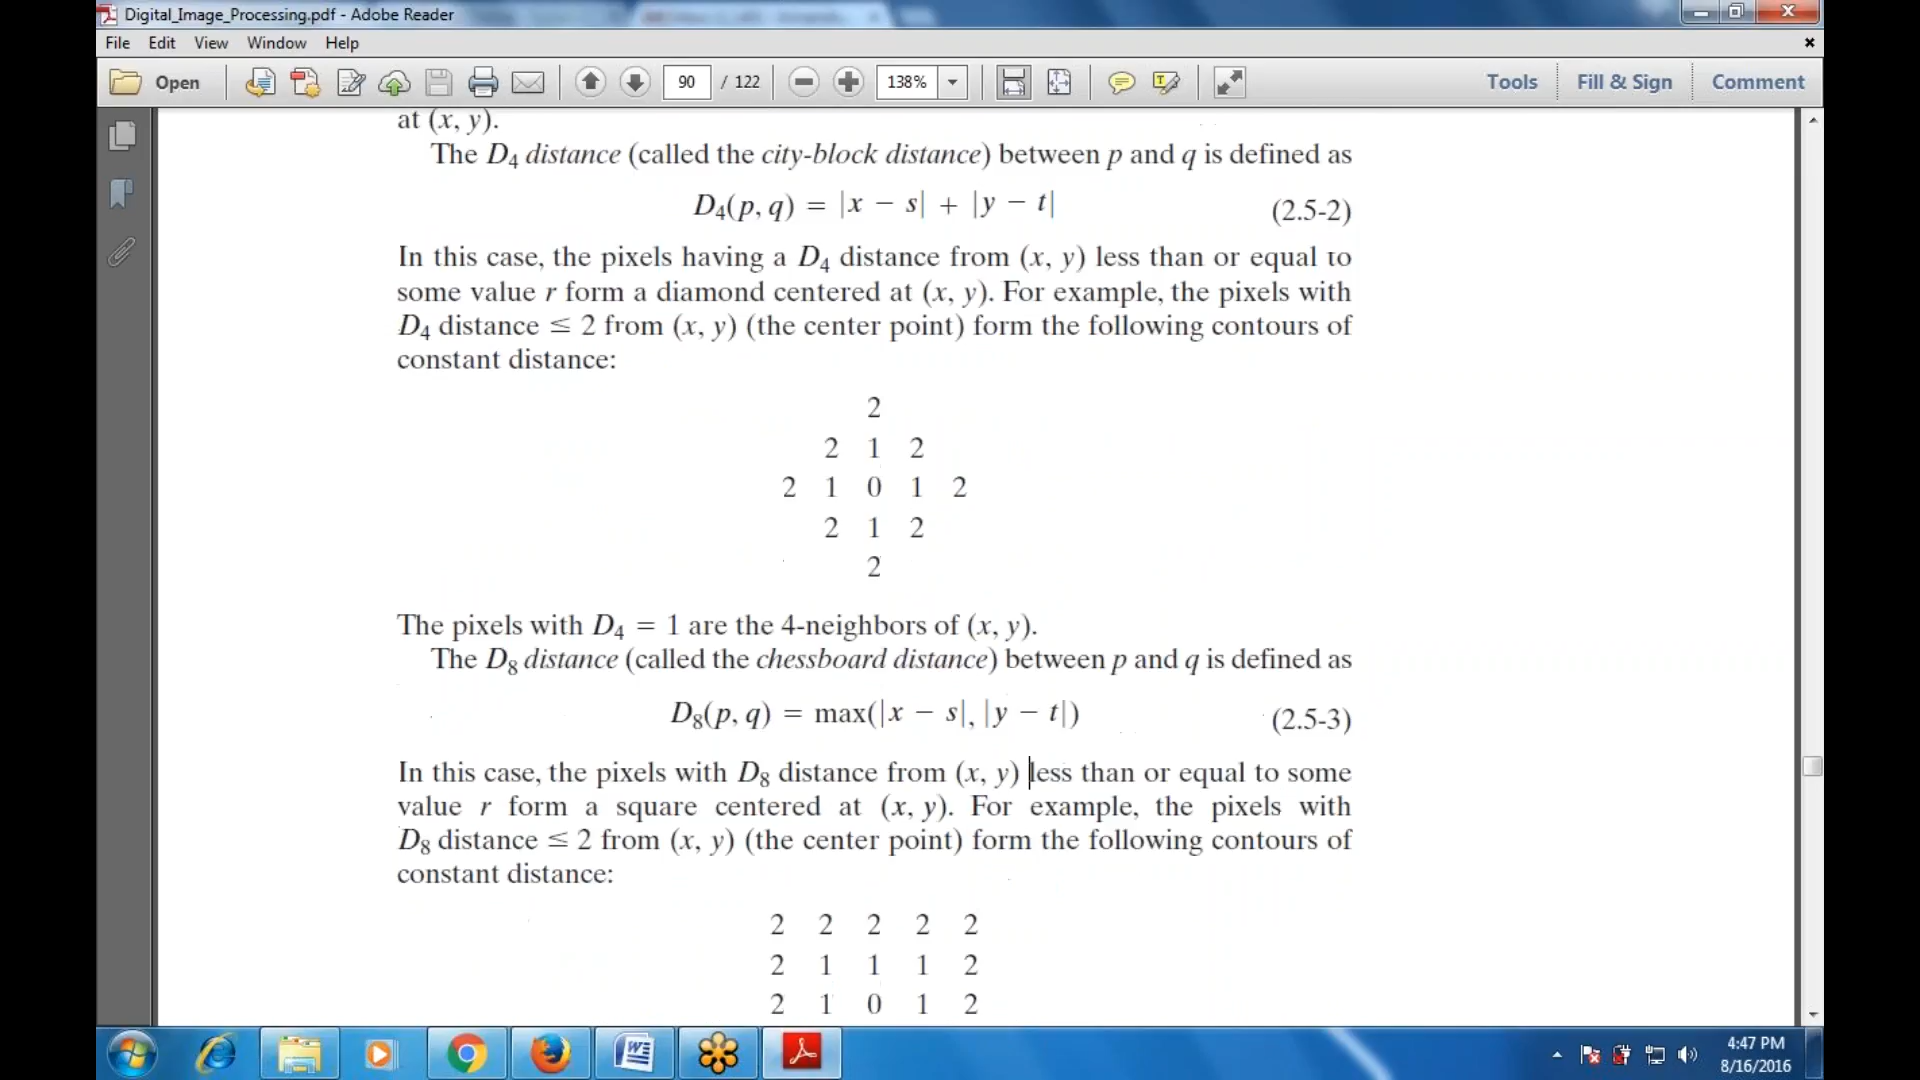 Digital_Image_Processing.pdf - Adobe Reader
File Edit View Window Help
Open 90 / 122 138% Tools Fill & Sign Comment
at (x, y).
The D₄ distance (called the city-block distance) between p and q is defined as
D₄(p, q) = |x − s| + |y − t| (2.5-2)
In this case, the pixels having a D₄ distance from (x, y) less than or equal to
some value r form a diamond centered at (x, y). For example, the pixels with
D₄ distance ≤ 2 from (x, y) (the center point) form the following contours of
constant distance:
2
2 1 2
2 1 0 1 2
2 1 2
2
The pixels with D₄ = 1 are the 4-neighbors of (x, y).
The D₈ distance (called the chessboard distance) between p and q is defined as
D₈(p, q) = max(|x − s|, |y − t|) (2.5-3)
In this case, the pixels with D₈ distance from (x, y) less than or equal to some
value r form a square centered at (x, y). For example, the pixels with
D₈ distance ≤ 2 from (x, y) (the center point) form the following contours of
constant distance:
2 2 2 2 2
2 1 1 1 2
2 1 0 1 2
4:47 PM
8/16/2016